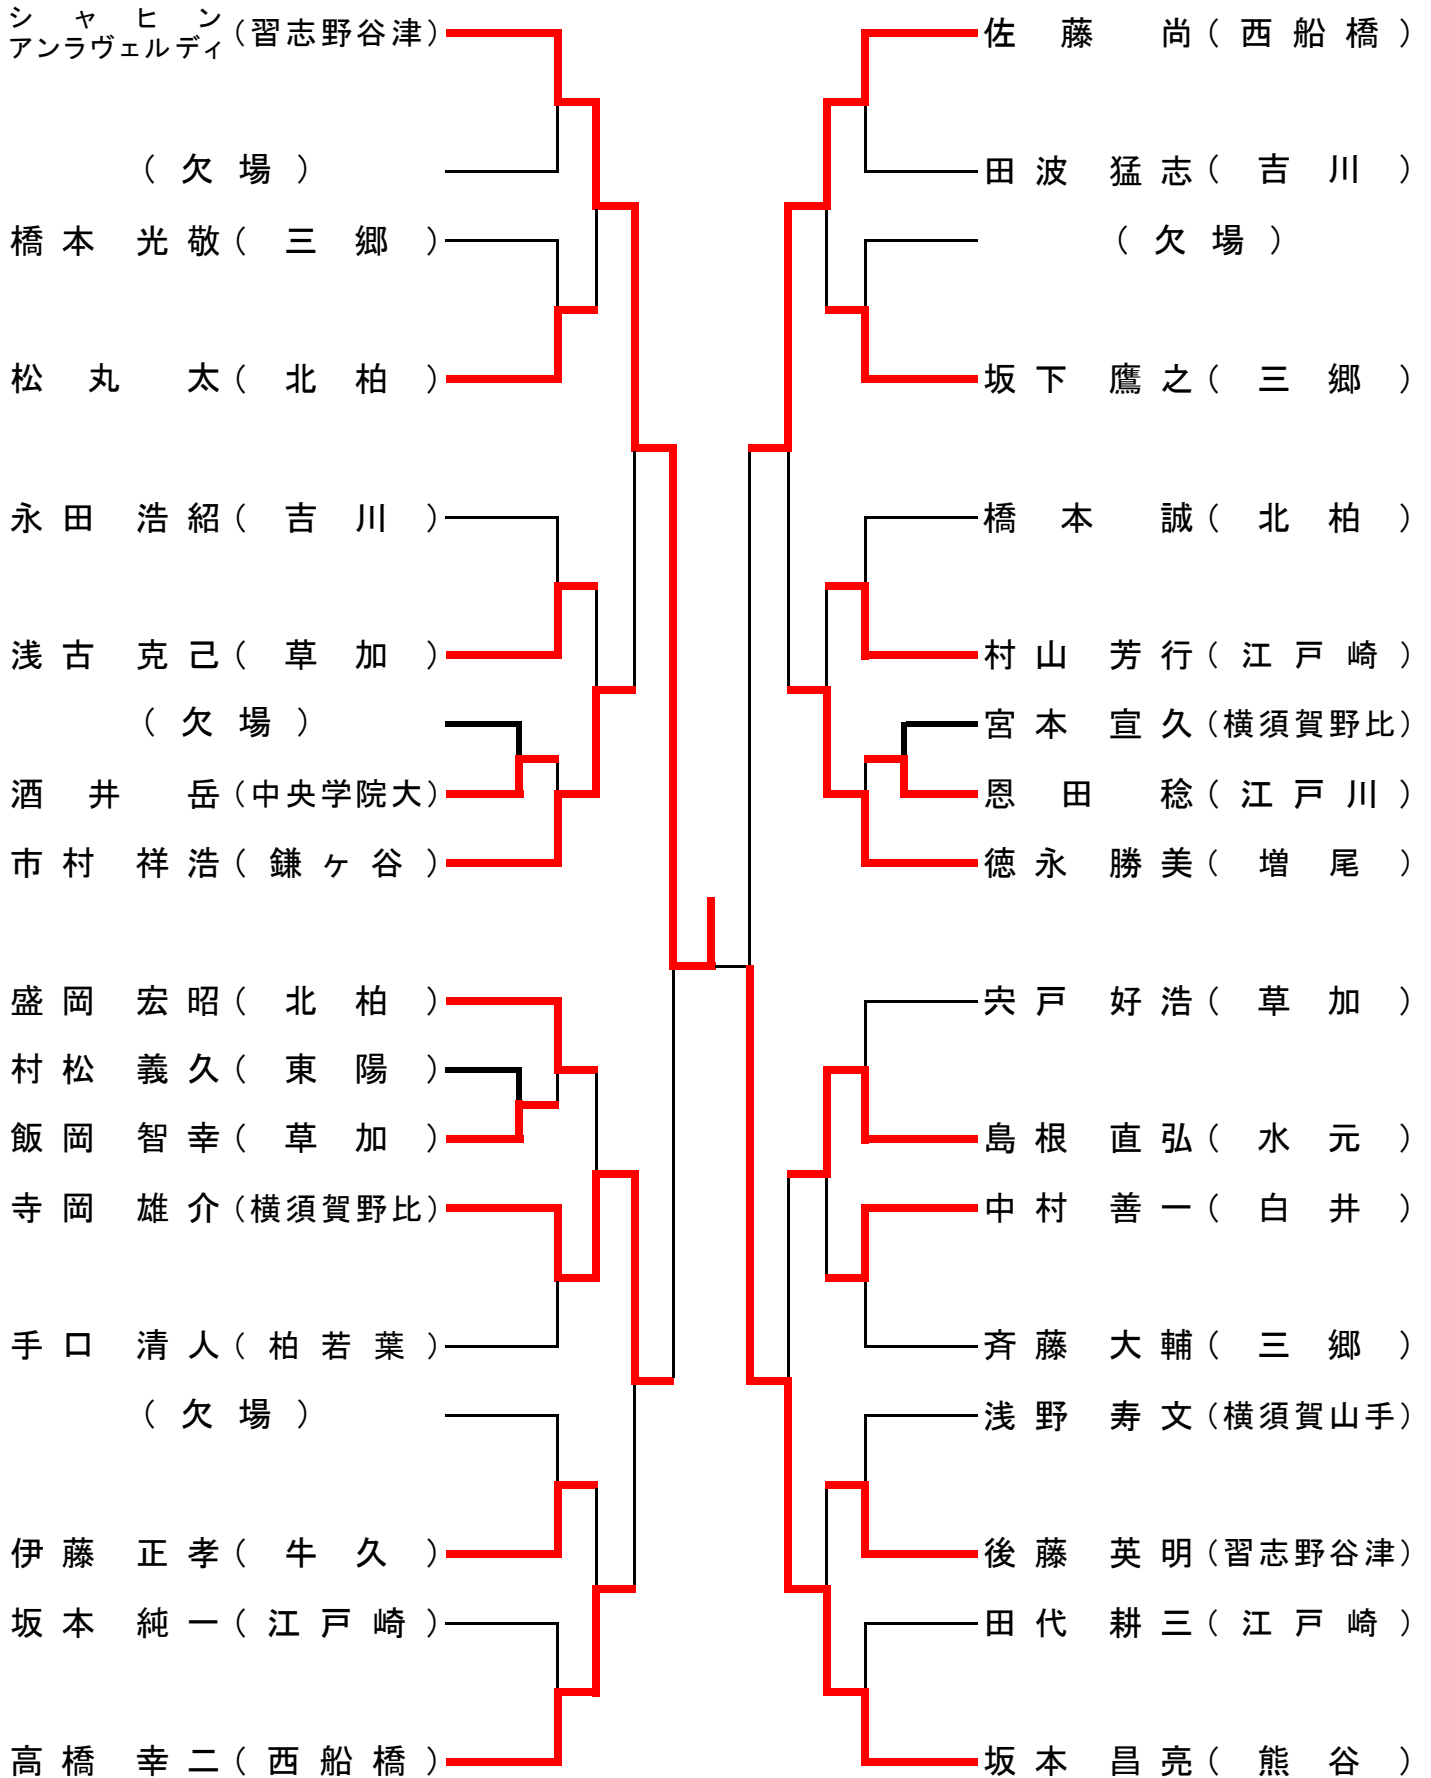 シャヒン
アンラヴェルディ(習志野谷津)
(欠場)
橋本 光敬(三郷)
松丸 太(北柏)
永田 浩紹(吉川)
浅古 克己(草加)
(欠場)
酒井 岳(中央学院大)
市村 祥浩(鎌ヶ谷)
盛岡 宏昭(北柏)
村松 義久(東陽)
飯岡 智幸(草加)
寺岡 雄介(横須賀野比)
手口 清人(柏若葉)
(欠場)
伊藤 正孝(牛久)
坂本 純一(江戸崎)
高橋 幸二(西船橋)
佐藤 尚(西船橋)
田波 猛志(吉川)
(欠場)
坂下 鷹之(三郷)
橋本 誠(北柏)
村山 芳行(江戸崎)
宮本 宣久(横須賀野比)
恩田 稔(江戸川)
徳永 勝美(増尾)
宍戸 好浩(草加)
島根 直弘(水元)
中村 善一(白井)
斉藤 大輔(三郷)
浅野 寿文(横須賀山手)
後藤 英明(習志野谷津)
田代 耕三(江戸崎)
坂本 昌亮(熊谷)